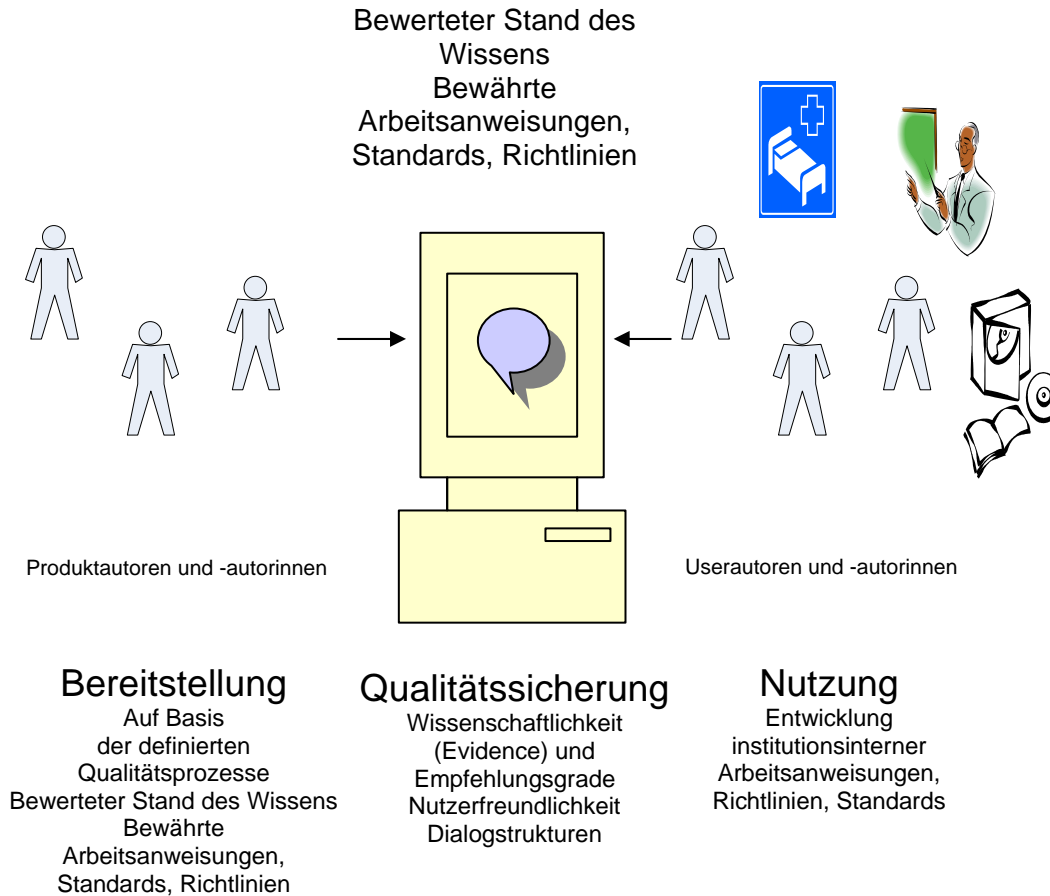 Bewerteter Stand des
Wissens
Bewährte
Arbeitsanweisungen,
Standards, Richtlinien
Produktautoren und -autorinnen
Userautoren und -autorinnen
Bereitstellung
Auf Basis
der definierten
Qualitätsprozesse
Bewerteter Stand des Wissens
Bewährte
Arbeitsanweisungen,
Standards, Richtlinien
Qualitätssicherung
Wissenschaftlichkeit
(Evidence) und
Empfehlungsgrade
Nutzerfreundlichkeit
Dialogstrukturen
Nutzung
Entwicklung
institutionsinterner
Arbeitsanweisungen,
Richtlinien, Standards